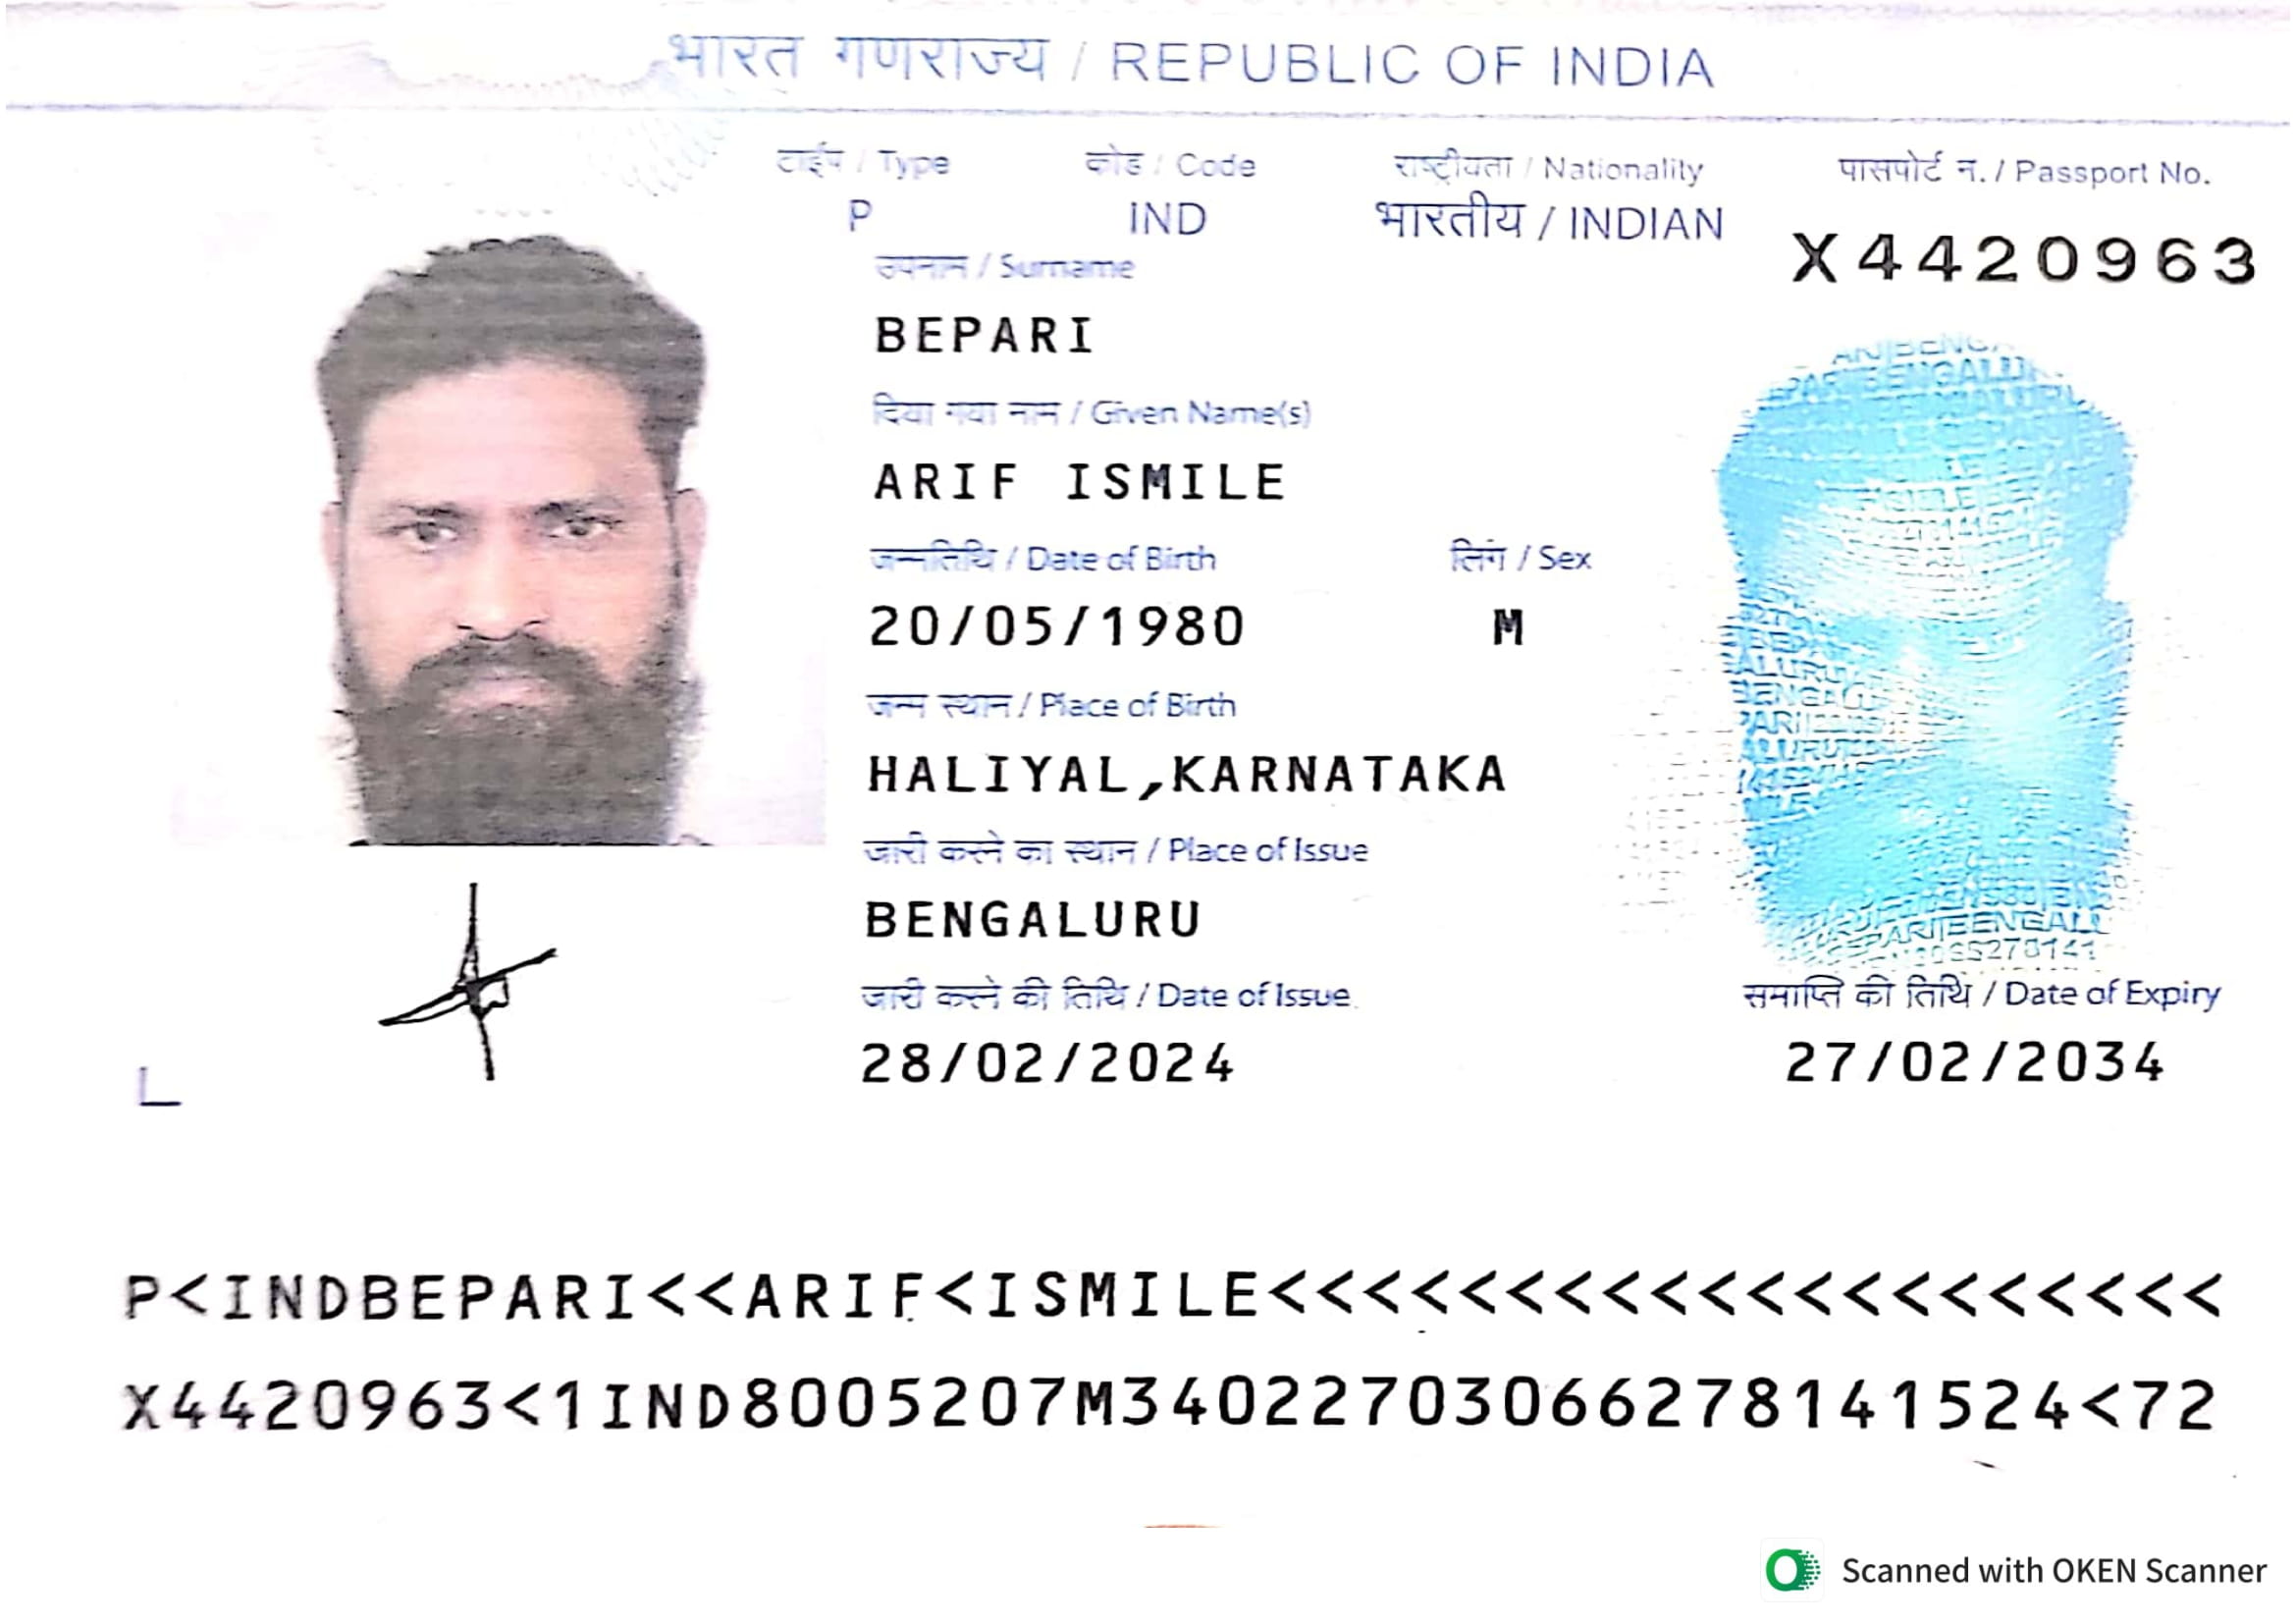 भारत गणराज्य / REPUBLIC OF INDIA
टाईप / Type कोड / Code राष्ट्रीयता / Nationality पासपोर्ट न. / Passport No.
P IND भारतीय / INDIAN X4420963
उपनाम / Surname
BEPARI
दिया गया नाम / Given Name(s)
ARIF ISMILE
जन्मतिथि / Date of Birth लिंग / Sex
20/05/1980 M
जन्म स्थान / Place of Birth
HALIYAL,KARNATAKA
जारी करने का स्थान / Place of Issue
BENGALURU
जारी करने की तिथि / Date of Issue समाप्ति की तिथि / Date of Expiry
28/02/2024 27/02/2034
P<INDBEPARI<<ARIF<ISMILE<<<<<<<<<<<<<<<<<<<<
X4420963<1IND8005207M3402270306627814​1524<72
Scanned with OKEN Scanner